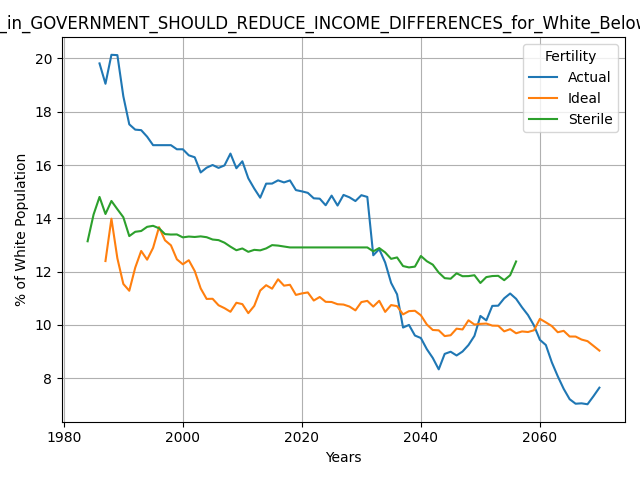 _in_GOVERNMENT_SHOULD_REDUCE_INCOME_DIFFERENCES_for_White_Below
Fertility
Actual
Ideal
Sterile
% of White Population
20
18
16
14
12
10
8
1980 2000 2020 2040 2060
Years